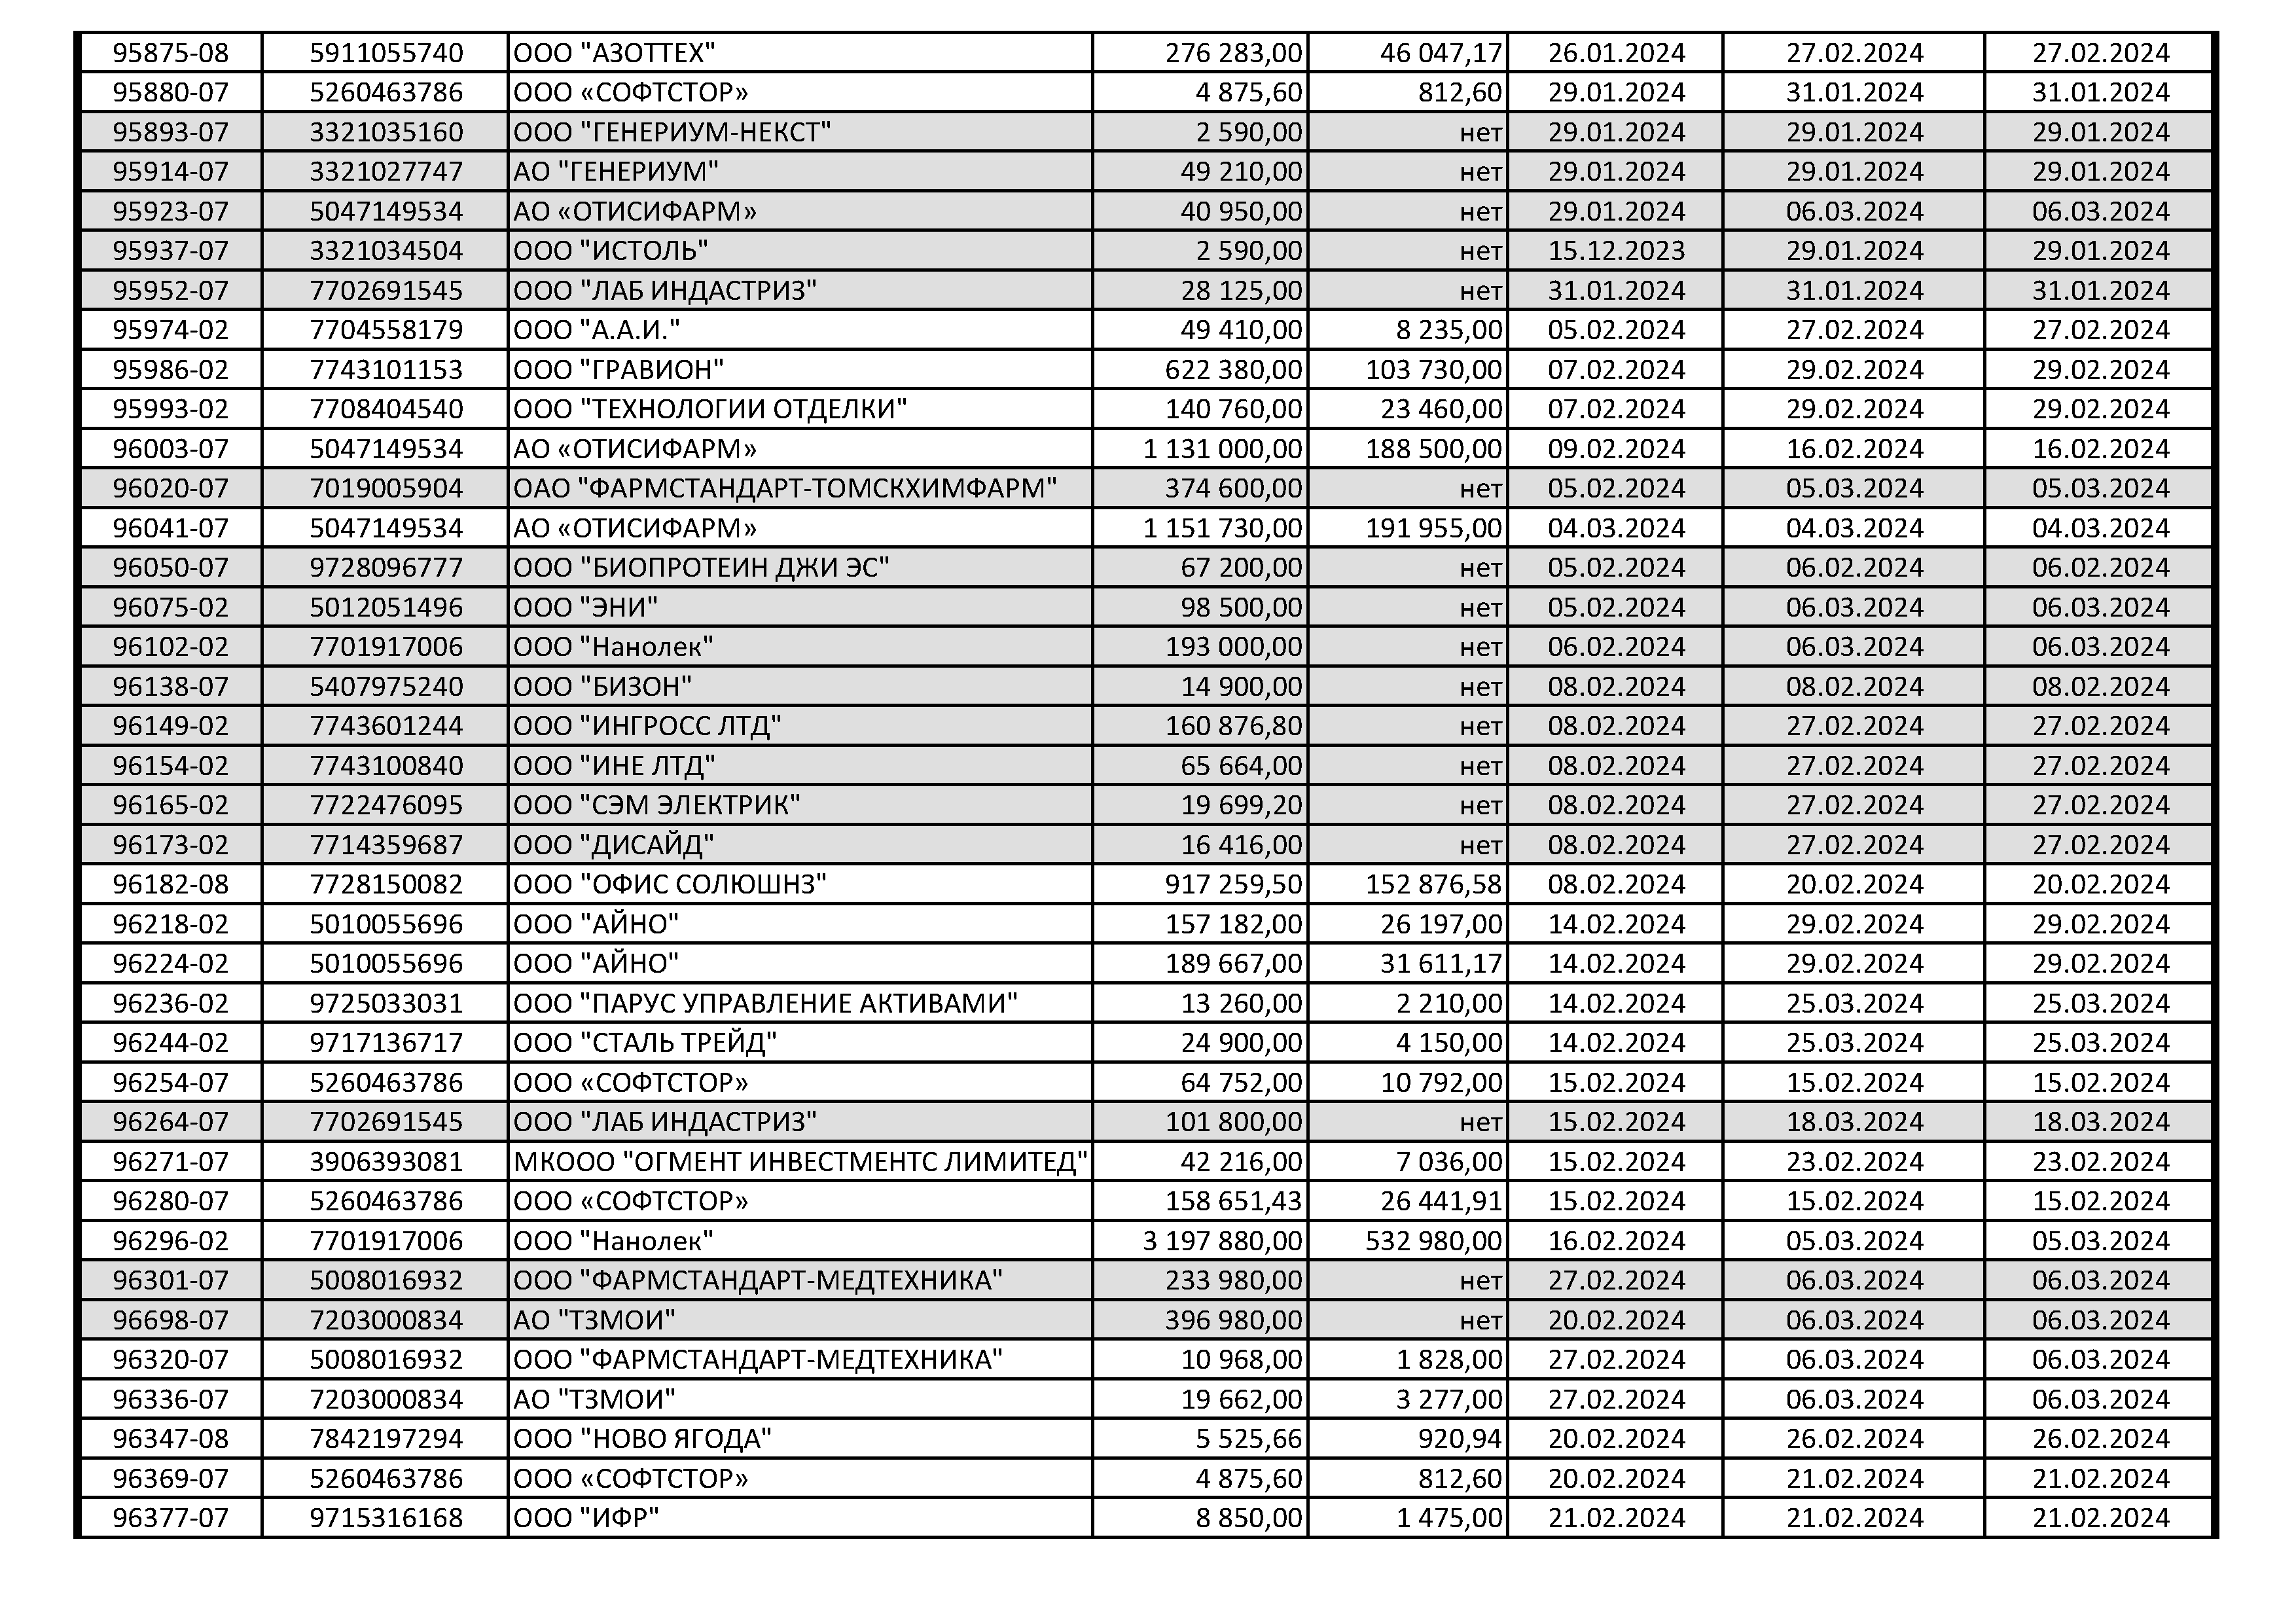 95875-08 5911055740 ООО "АЗОТТЕХ" 276 283,00 46 047,17 26.01.2024 27.02.2024 27.02.2024
95880-07 5260463786 ООО «СОФТСТОР» 4 875,60 812,60 29.01.2024 31.01.2024 31.01.2024
95893-07 3321035160 ООО "ГЕНЕРИУМ-НЕКСТ" 2 590,00 нет 29.01.2024 29.01.2024 29.01.2024
95914-07 3321027747 АО "ГЕНЕРИУМ" 49 210,00 нет 29.01.2024 29.01.2024 29.01.2024
95923-07 5047149534 АО «ОТИСИФАРМ» 40 950,00 нет 29.01.2024 06.03.2024 06.03.2024
95937-07 3321034504 ООО "ИСТОЛЬ" 2 590,00 нет 15.12.2023 29.01.2024 29.01.2024
95952-07 7702691545 ООО "ЛАБ ИНДАСТРИЗ" 28 125,00 нет 31.01.2024 31.01.2024 31.01.2024
95974-02 7704558179 ООО "А.А.И." 49 410,00 8 235,00 05.02.2024 27.02.2024 27.02.2024
95986-02 7743101153 ООО "ГРАВИОН" 622 380,00 103 730,00 07.02.2024 29.02.2024 29.02.2024
95993-02 7708404540 ООО "ТЕХНОЛОГИИ ОТДЕЛКИ" 140 760,00 23 460,00 07.02.2024 29.02.2024 29.02.2024
96003-07 5047149534 АО «ОТИСИФАРМ» 1 131 000,00 188 500,00 09.02.2024 16.02.2024 16.02.2024
96020-07 7019005904 ОАО "ФАРМСТАНДАРТ-ТОМСКХИМФАРМ" 374 600,00 нет 05.02.2024 05.03.2024 05.03.2024
96041-07 5047149534 АО «ОТИСИФАРМ» 1 151 730,00 191 955,00 04.03.2024 04.03.2024 04.03.2024
96050-07 9728096777 ООО "БИОПРОТЕИН ДЖИ ЭС" 67 200,00 нет 05.02.2024 06.02.2024 06.02.2024
96075-02 5012051496 ООО "ЭНИ" 98 500,00 нет 05.02.2024 06.03.2024 06.03.2024
96102-02 7701917006 ООО "Нанолек" 193 000,00 нет 06.02.2024 06.03.2024 06.03.2024
96138-07 5407975240 ООО "БИЗОН" 14 900,00 нет 08.02.2024 08.02.2024 08.02.2024
96149-02 7743601244 ООО "ИНГРОСС ЛТД" 160 876,80 нет 08.02.2024 27.02.2024 27.02.2024
96154-02 7743100840 ООО "ИНЕ ЛТД" 65 664,00 нет 08.02.2024 27.02.2024 27.02.2024
96165-02 7722476095 ООО "СЭМ ЭЛЕКТРИК" 19 699,20 нет 08.02.2024 27.02.2024 27.02.2024
96173-02 7714359687 ООО "ДИСАЙД" 16 416,00 нет 08.02.2024 27.02.2024 27.02.2024
96182-08 7728150082 ООО "ОФИС СОЛЮШНЗ" 917 259,50 152 876,58 08.02.2024 20.02.2024 20.02.2024
96218-02 5010055696 ООО "АЙНО" 157 182,00 26 197,00 14.02.2024 29.02.2024 29.02.2024
96224-02 5010055696 ООО "АЙНО" 189 667,00 31 611,17 14.02.2024 29.02.2024 29.02.2024
96236-02 9725033031 ООО "ПАРУС УПРАВЛЕНИЕ АКТИВАМИ" 13 260,00 2 210,00 14.02.2024 25.03.2024 25.03.2024
96244-02 9717136717 ООО "СТАЛЬ ТРЕЙД" 24 900,00 4 150,00 14.02.2024 25.03.2024 25.03.2024
96254-07 5260463786 ООО «СОФТСТОР» 64 752,00 10 792,00 15.02.2024 15.02.2024 15.02.2024
96264-07 7702691545 ООО "ЛАБ ИНДАСТРИЗ" 101 800,00 нет 15.02.2024 18.03.2024 18.03.2024
96271-07 3906393081 МКООО "ОГМЕНТ ИНВЕСТМЕНТС ЛИМИТЕД" 42 216,00 7 036,00 15.02.2024 23.02.2024 23.02.2024
96280-07 5260463786 ООО «СОФТСТОР» 158 651,43 26 441,91 15.02.2024 15.02.2024 15.02.2024
96296-02 7701917006 ООО "Нанолек" 3 197 880,00 532 980,00 16.02.2024 05.03.2024 05.03.2024
96301-07 5008016932 ООО "ФАРМСТАНДАРТ-МЕДТЕХНИКА" 233 980,00 нет 27.02.2024 06.03.2024 06.03.2024
96698-07 7203000834 АО "ТЗМОИ" 396 980,00 нет 20.02.2024 06.03.2024 06.03.2024
96320-07 5008016932 ООО "ФАРМСТАНДАРТ-МЕДТЕХНИКА" 10 968,00 1 828,00 27.02.2024 06.03.2024 06.03.2024
96336-07 7203000834 АО "ТЗМОИ" 19 662,00 3 277,00 27.02.2024 06.03.2024 06.03.2024
96347-08 7842197294 ООО "НОВО ЯГОДА" 5 525,66 920,94 20.02.2024 26.02.2024 26.02.2024
96369-07 5260463786 ООО «СОФТСТОР» 4 875,60 812,60 20.02.2024 21.02.2024 21.02.2024
96377-07 9715316168 ООО "ИФР" 8 850,00 1 475,00 21.02.2024 21.02.2024 21.02.2024